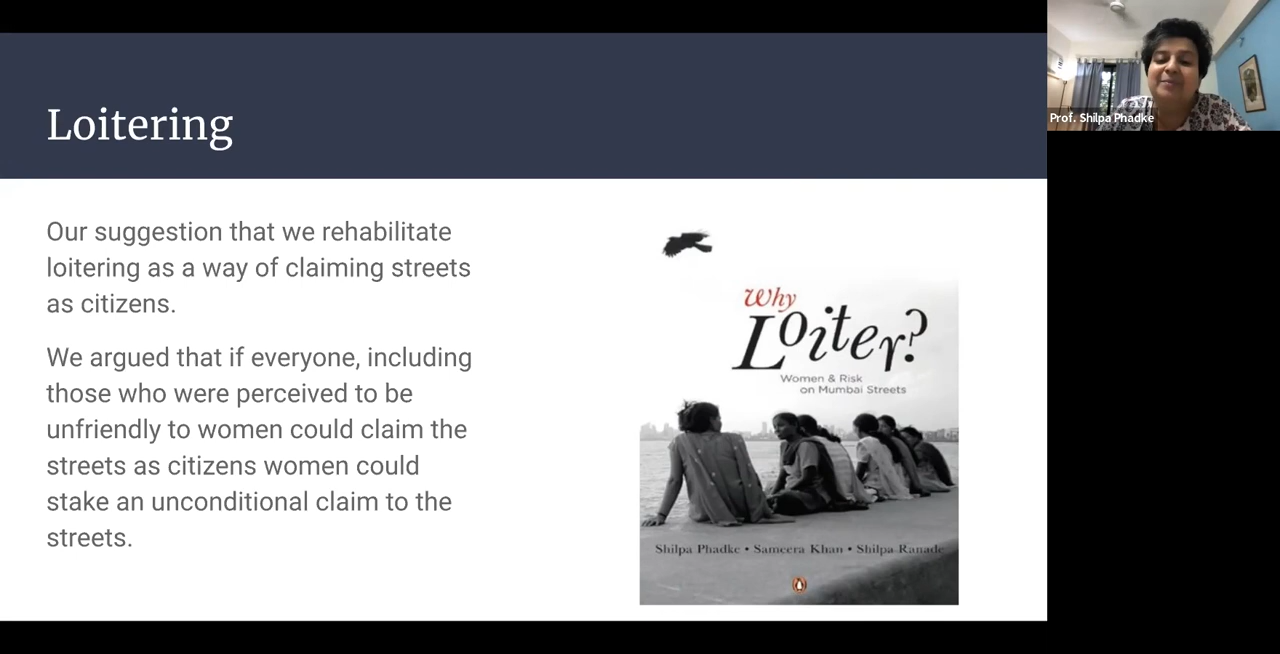 Loitering
Our suggestion that we rehabilitate
loitering as a way of claiming streets
as citizens.
We argued that if everyone, including
those who were perceived to be
unfriendly to women could claim the
streets as citizens women could
stake an unconditional claim to the
streets.
Why
Loiter?
Women & Risk
on Mumbai Streets
Shilpa Phadke • Sameera Khan • Shilpa Ranade
Prof. Shilpa Phadke